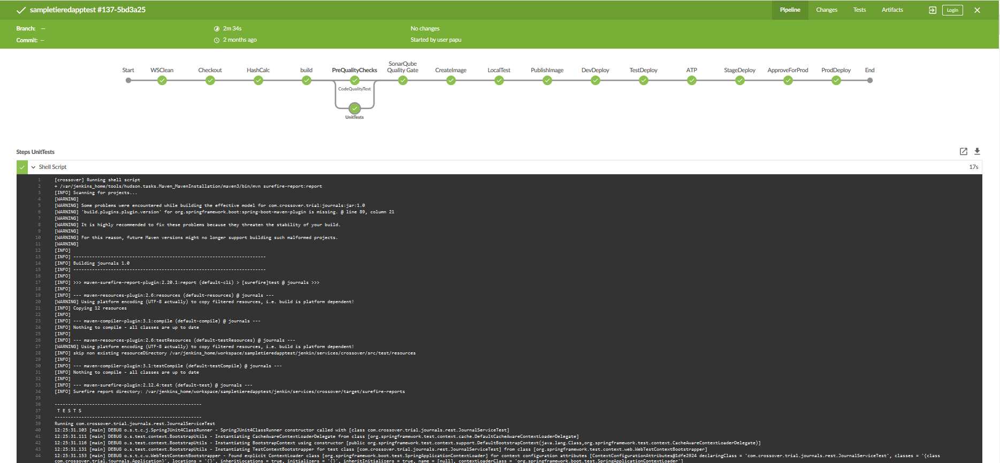 sampletieredapptest #137-5bd3a25
Pipeline Changes Tests Artifacts Login
Branch: — 2m 34s No changes
Commit: — 2 months ago Started by user papu
Start WSClean Checkout HashCalc build PreQualityChecks SonarQube Quality Gate CreateImage LocalTest PublishImage DevDeploy TestDeploy ATP StageDeploy ApproveForProd ProdDeploy End
CodeQualityTest
UnitTests
Steps UnitTests
Shell Script 17s
1 [crossover] Running shell script
2 + /var/jenkins_home/tools/hudson.tasks.Maven_MavenInstallation/maven3/bin/mvn surefire-report:report
3 [INFO] Scanning for projects...
4 [WARNING]
5 [WARNING] Some problems were encountered while building the effective model for com.crossover.trial:journals:jar:1.0
6 [WARNING] 'build.plugins.plugin.version' for org.springframework.boot:spring-boot-maven-plugin is missing. @ line 89, column 21
7 [WARNING]
8 [WARNING] It is highly recommended to fix these problems because they threaten the stability of your build.
9 [WARNING]
10 [WARNING] For this reason, future Maven versions might no longer support building such malformed projects.
11 [WARNING]
12 [INFO]
13 [INFO] ------------------------------------------------------------------------
14 [INFO] Building journals 1.0
15 [INFO] ------------------------------------------------------------------------
16 [INFO]
17 [INFO] >>> maven-surefire-report-plugin:2.20.1:report (default-cli) > [surefire]test @ journals >>>
18 [INFO]
19 [INFO] --- maven-resources-plugin:2.6:resources (default-resources) @ journals ---
20 [WARNING] Using platform encoding (UTF-8 actually) to copy filtered resources, i.e. build is platform dependent!
21 [INFO] Copying 12 resources
22 [INFO]
23 [INFO] --- maven-compiler-plugin:3.1:compile (default-compile) @ journals ---
24 [INFO] Nothing to compile - all classes are up to date
25 [INFO]
26 [INFO] --- maven-resources-plugin:2.6:testResources (default-testResources) @ journals ---
27 [WARNING] Using platform encoding (UTF-8 actually) to copy filtered resources, i.e. build is platform dependent!
28 [INFO] skip non existing resourceDirectory /var/jenkins_home/workspace/sampletieredapptest/jenkin/services/crossover/src/test/resources
29 [INFO]
30 [INFO] --- maven-compiler-plugin:3.1:testCompile (default-testCompile) @ journals ---
31 [INFO] Nothing to compile - all classes are up to date
32 [INFO]
33 [INFO] --- maven-surefire-plugin:2.12.4:test (default-test) @ journals ---
34 [INFO] Surefire report directory: /var/jenkins_home/workspace/sampletieredapptest/jenkin/services/crossover/target/surefire-reports
35
36 -------------------------------------------------------
37 T E S T S
38 -------------------------------------------------------
39 Running com.crossover.trial.journals.rest.JournalServiceTest
40 12:25:31.103 [main] DEBUG o.s.t.c.j.SpringJUnit4ClassRunner - SpringJUnit4ClassRunner constructor called with [class com.crossover.trial.journals.rest.JournalServiceTest]
41 12:25:31.111 [main] DEBUG o.s.test.context.BootstrapUtils - Instantiating CacheAwareContextLoaderDelegate from class [org.springframework.test.context.cache.DefaultCacheAwareContextLoaderDelegate]
42 12:25:31.116 [main] DEBUG o.s.test.context.BootstrapUtils - Instantiating BootstrapContext using constructor [public org.springframework.test.context.support.DefaultBootstrapContext(java.lang.Class,org.springframework.test.context.CacheAwareContextLoaderDelegate)]
43 12:25:31.131 [main] DEBUG o.s.test.context.BootstrapUtils - Instantiating TestContextBootstrapper for test class [com.crossover.trial.journals.rest.JournalServiceTest] from class [org.springframework.test.context.web.WebTestContextBootstrapper]
44 12:25:31.153 [main] DEBUG o.s.t.c.w.WebTestContextBootstrapper - Found explicit ContextLoader class [org.springframework.boot.test.SpringApplicationContextLoader] for context configuration attributes [ContextConfigurationAttributes@1dfe2924 declaringClass = 'com.crossover.trial.journals.rest.JournalServiceTest', classes = '{class
com.crossover.trial.journals.Application}', locations = '{}', inheritLocations = true, initializers = '{}', inheritInitializers = true, name = [null], contextLoaderClass = 'org.springframework.boot.test.SpringApplicationContextLoader']